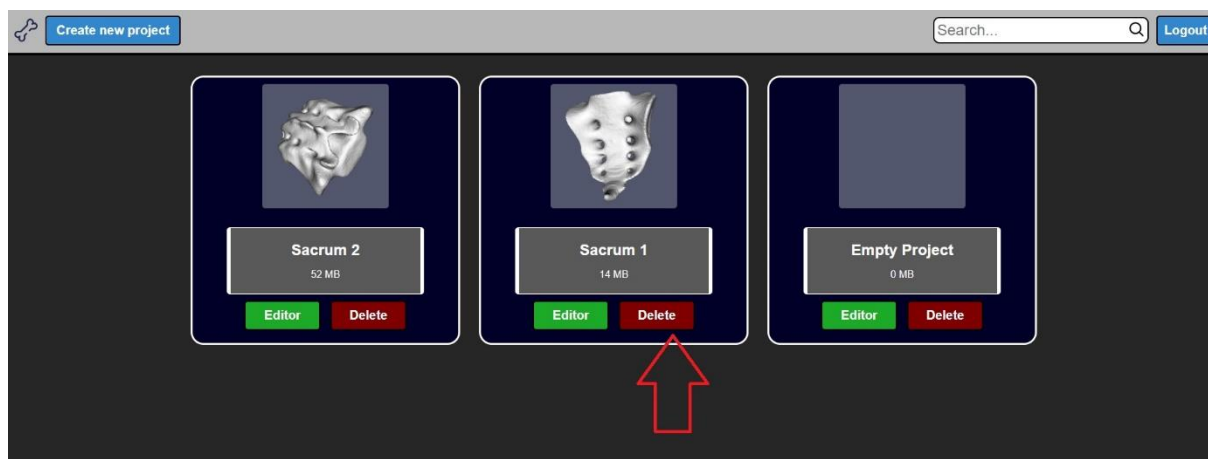 Create new project
Search...
Logout
Sacrum 2
52 MB
Editor
Delete
Sacrum 1
14 MB
Editor
Delete
Empty Project
0 MB
Editor
Delete